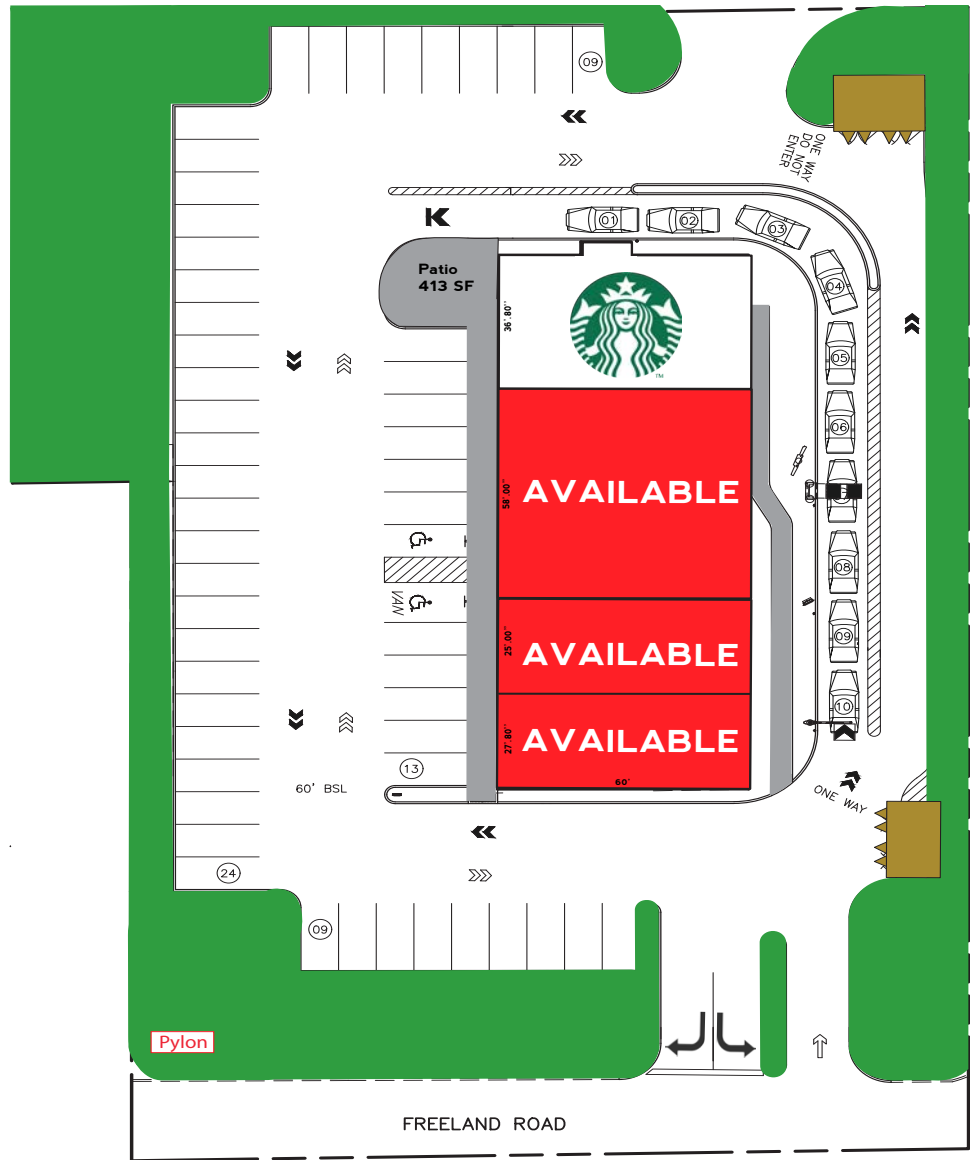 09
ONE WAY
DO NOT
ENTER
01
02
03
Patio
413 SF
04
36'.80"
TM
05
06
58'.00"
AVAILABLE
08
VAN
09
25'.00"
AVAILABLE
10
27'.80"
AVAILABLE
13
60'
60' BSL
ONE WAY
24
09
Pylon
FREELAND ROAD